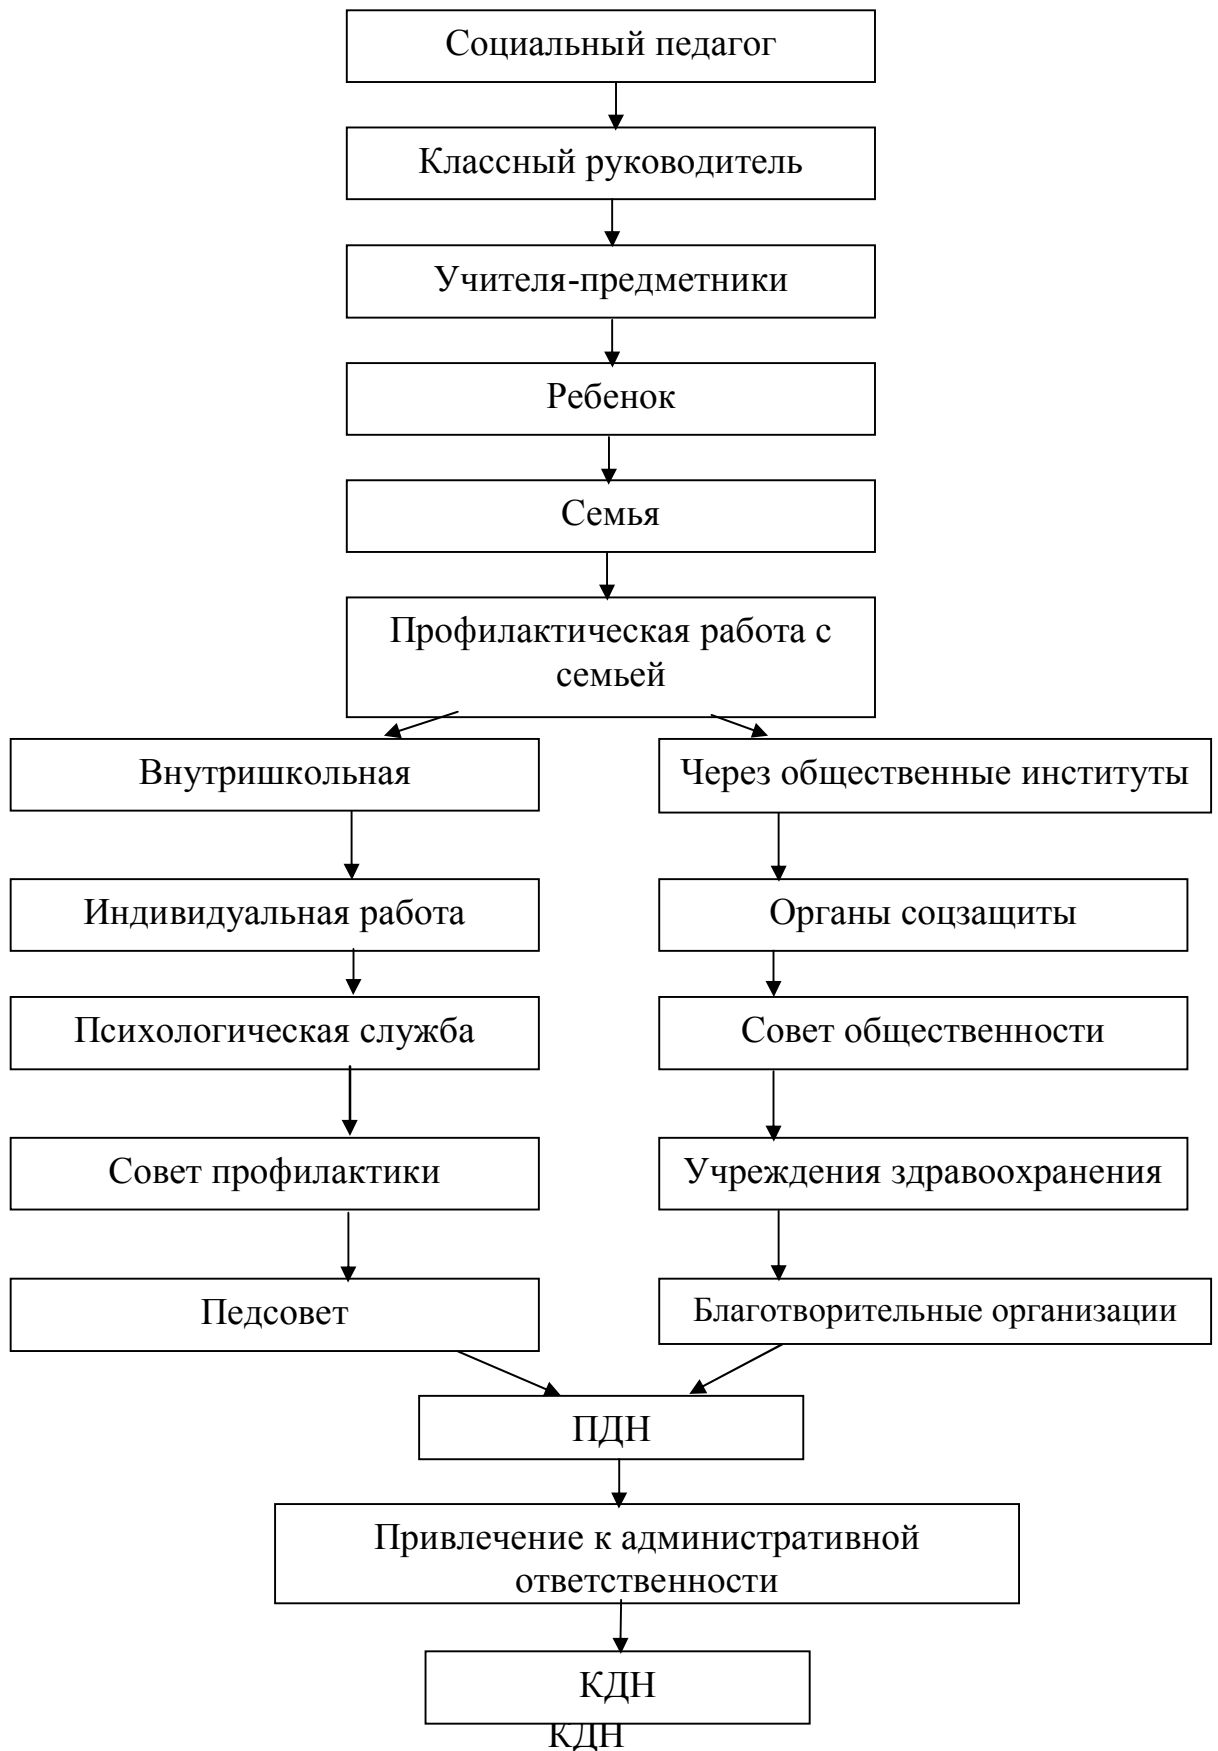 Социальный педагог
Классный руководитель
Учителя-предметники
Ребенок
Семья
Профилактическая работа с
семьей
Внутришкольная
Через общественные институты
Индивидуальная работа
Органы соцзащиты
Психологическая служба
Совет общественности
Совет профилактики
Учреждения здравоохранения
Педсовет
Благотворительные организации
ПДН
Привлечение к административной
ответственности
КДН
КДН